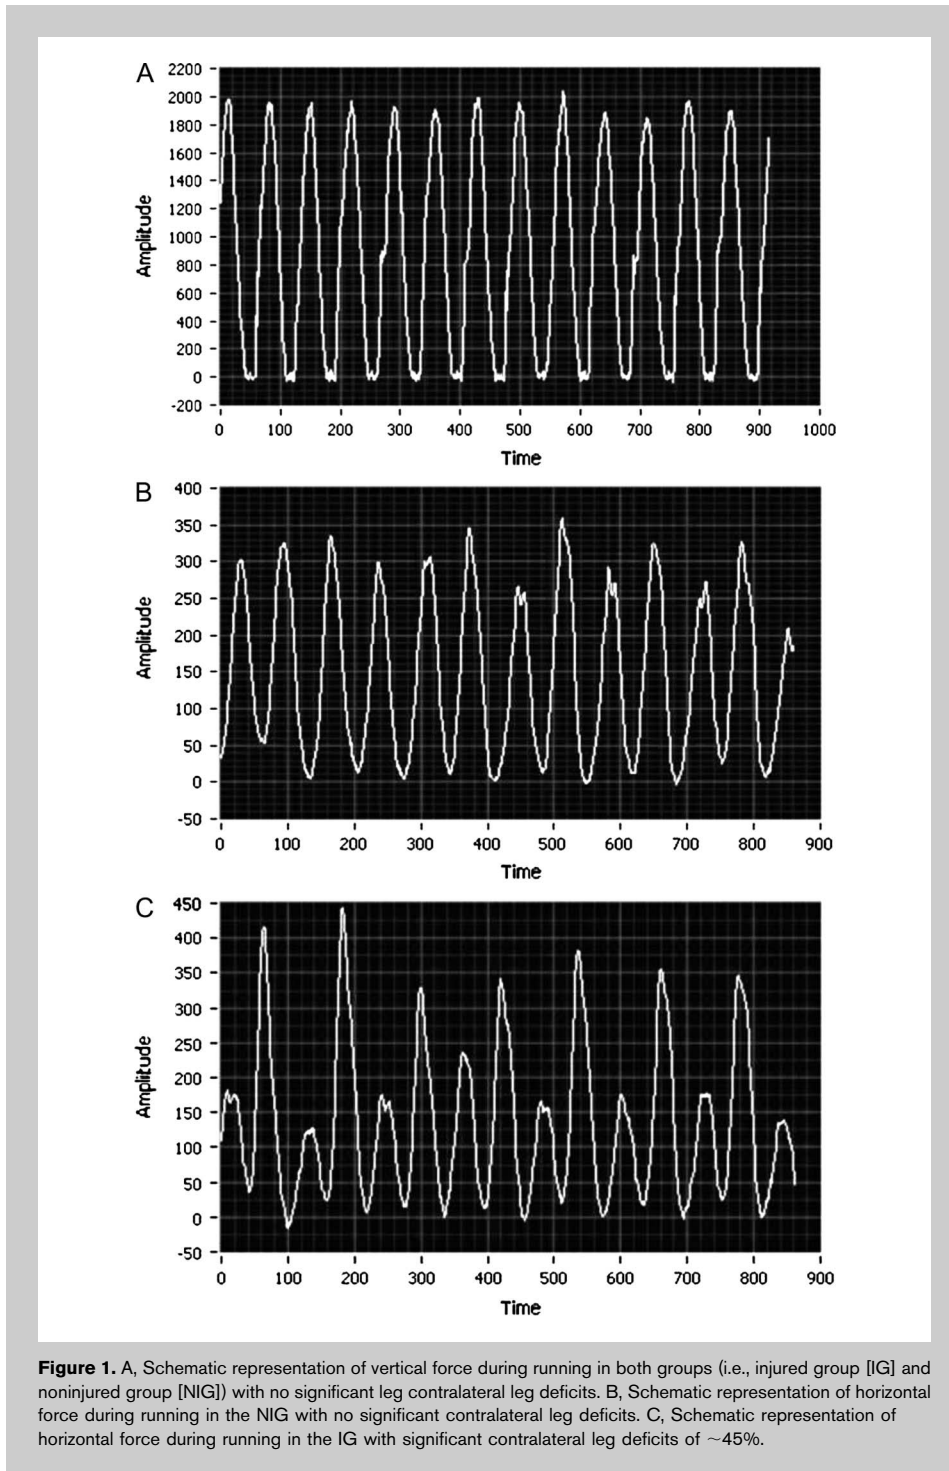 A
2200
2000
1800
1600
1400
1200
1000
800
600
400
200
0
-200
Amplitude
0 100 200 300 400 500 600 700 800 900 1000
Time
B
400
350
300
250
200
150
100
50
0
-50
Amplitude
0 100 200 300 400 500 600 700 800 900
Time
C
450
400
350
300
250
200
150
100
50
0
-50
Amplitude
0 100 200 300 400 500 600 700 800 900
Time
Figure 1. A, Schematic representation of vertical force during running in both groups (i.e., injured group [IG] and
noninjured group [NIG]) with no significant leg contralateral leg deficits. B, Schematic representation of horizontal
force during running in the NIG with no significant contralateral leg deficits. C, Schematic representation of
horizontal force during running in the IG with significant contralateral leg deficits of ~45%.